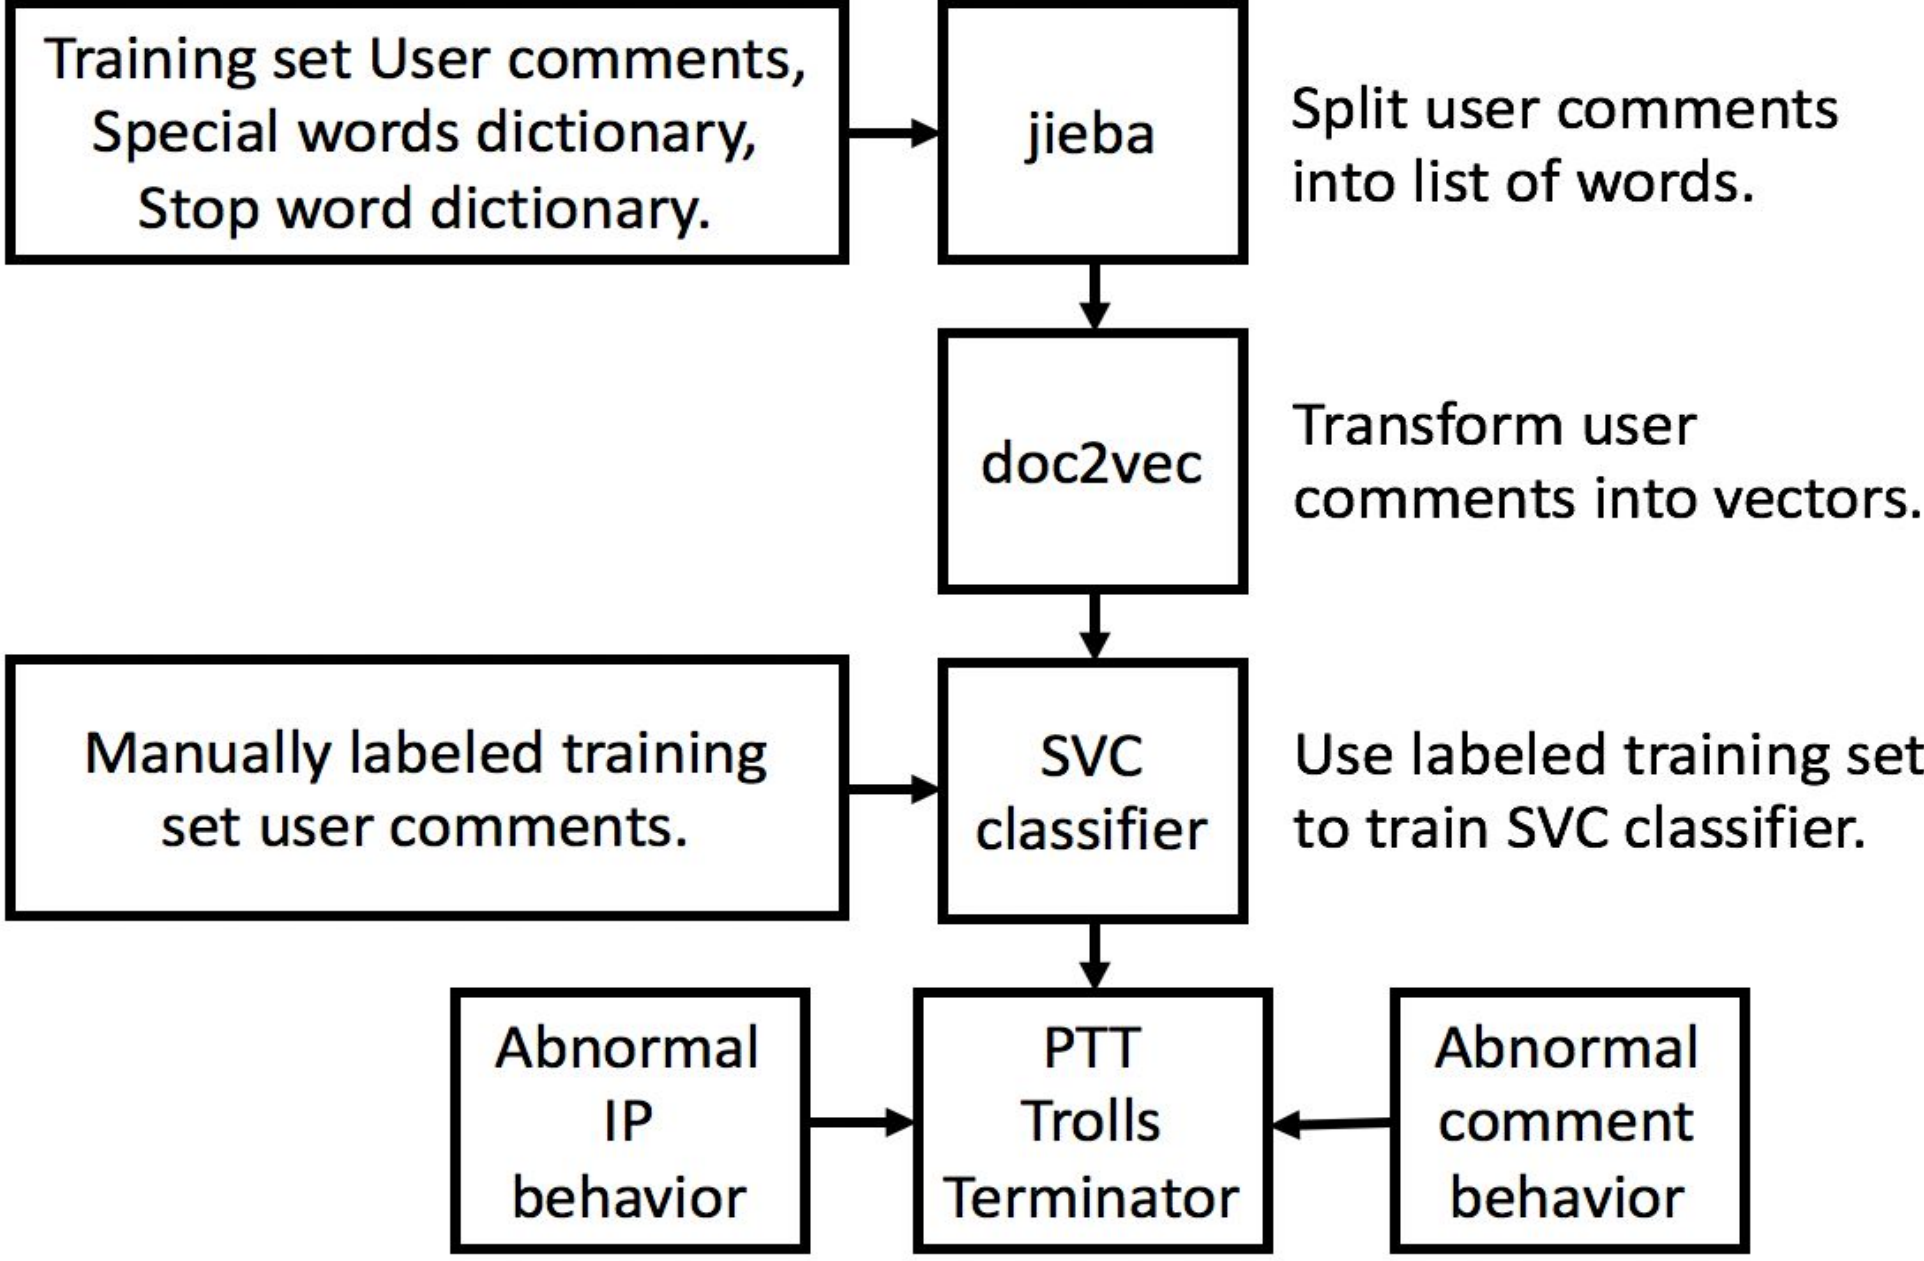 Training set User comments,
Special words dictionary,
Stop word dictionary.
jieba
Split user comments
into list of words.
doc2vec
Transform user
comments into vectors.
Manually labeled training
set user comments.
SVC
classifier
Use labeled training set
to train SVC classifier.
Abnormal
IP
behavior
PTT
Trolls
Terminator
Abnormal
comment
behavior